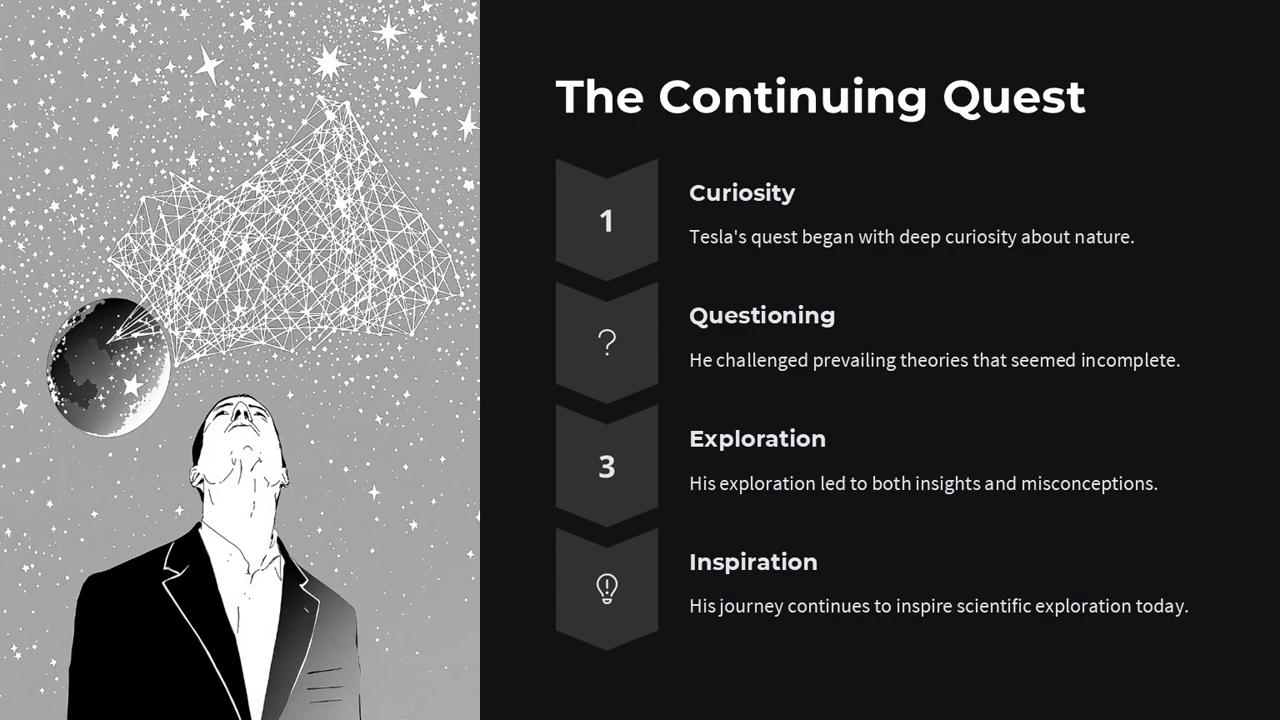 The Continuing Quest
1
Curiosity
Tesla's quest began with deep curiosity about nature.
?
Questioning
He challenged prevailing theories that seemed incomplete.
3
Exploration
His exploration led to both insights and misconceptions.
Inspiration
His journey continues to inspire scientific exploration today.